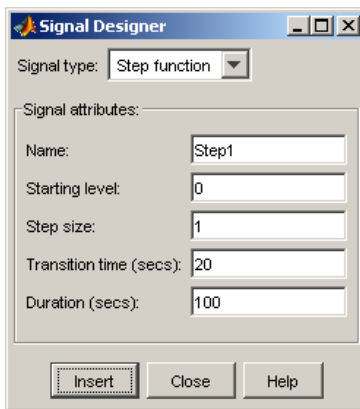 Signal Designer
Signal type: Step function
Signal attributes:
Name: Step1
Starting level: 0
Step size: 1
Transition time (secs): 20
Duration (secs): 100
Insert Close Help